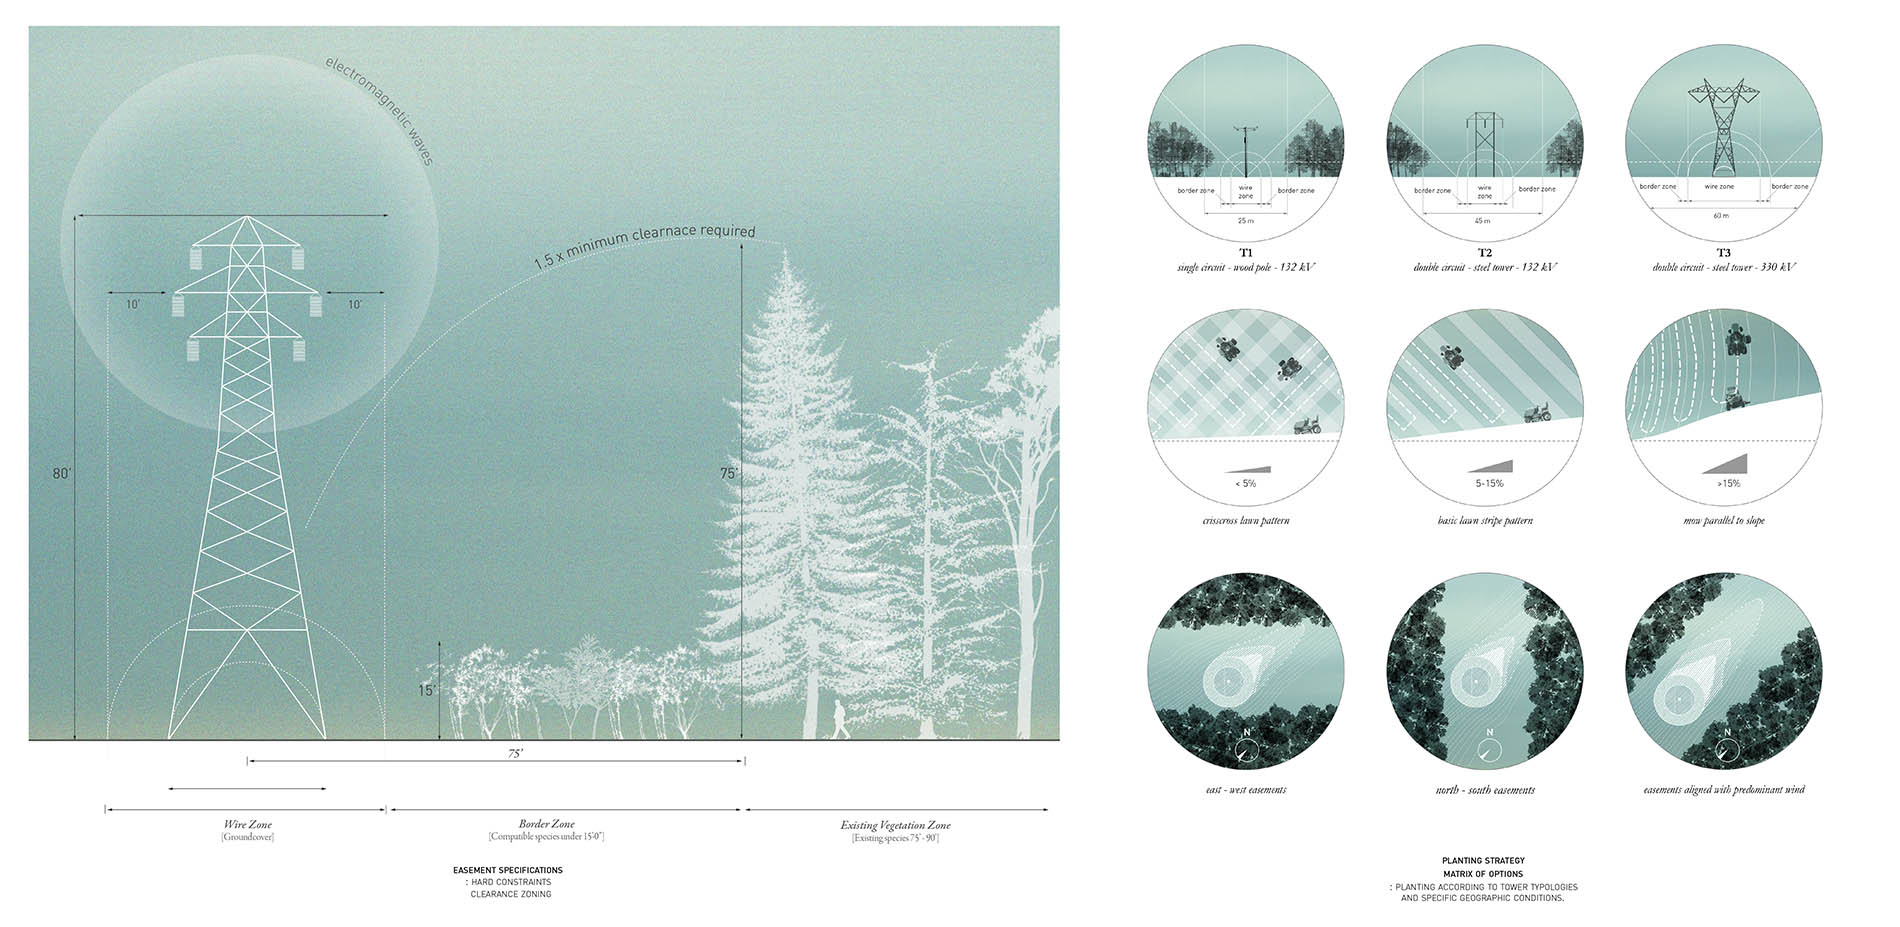 electromagnetic waves
1.5 x minimum clearnace required
10'
10'
80'
75'
15'
75'
Wire Zone
[Groundcover]
Border Zone
[Compatible species under 15'0"]
Existing Vegetation Zone
[Existing species 75' - 90']
EASEMENT SPECIFICATIONS
: HARD CONSTRAINTS
CLEARANCE ZONING
border zone
wire
zone
border zone
25 m
T1
single circuit - wood pole - 132 kV
border zone
wire
zone
border zone
45 m
T2
double circuit - steel tower - 132 kV
border zone
wire zone
border zone
60 m
T3
double circuit - steel tower - 330 kV
< 5%
crisscross lawn pattern
5-15%
basic lawn stripe pattern
>15%
mow parallel to slope
N
east - west easements
N
north - south easements
N
easements aligned with predominant wind
PLANTING STRATEGY
MATRIX OF OPTIONS
: PLANTING ACCORDING TO TOWER TYPOLOGIES
AND SPECIFIC GEOGRAPHIC CONDITIONS.